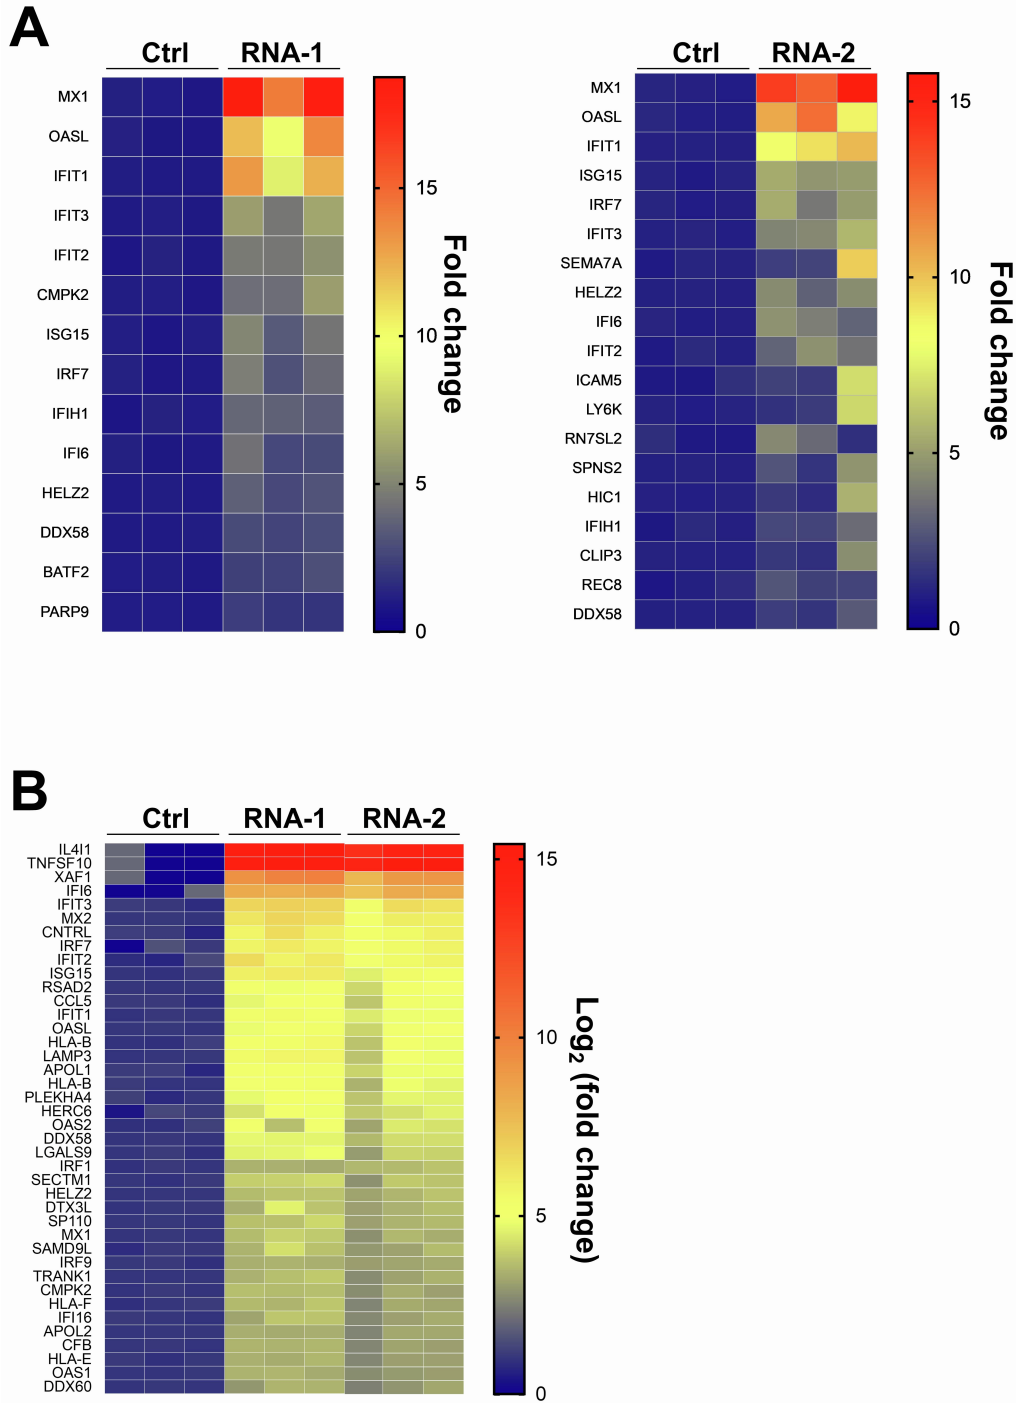 A
Ctrl RNA-1
MX1
OASL
IFIT1
IFIT3
IFIT2
CMPK2
ISG15
IRF7
IFIH1
IFI6
HELZ2
DDX58
BATF2
PARP9
15
10
5
0
Fold change
Ctrl RNA-2
MX1
OASL
IFIT1
ISG15
IRF7
IFIT3
SEMA7A
HELZ2
IFI6
IFIT2
ICAM5
LY6K
RN7SL2
SPNS2
HIC1
IFIH1
CLIP3
REC8
DDX58
15
10
5
0
Fold change
B
Ctrl RNA-1 RNA-2
IL4I1
TNFSF10
XAF1
IFI6
IFIT3
MX2
CNTRL
IRF7
IFIT2
ISG15
RSAD2
CCL5
IFIT1
OASL
HLA-B
LAMP3
APOL1
HLA-B
PLEKHA4
HERC6
OAS2
DDX58
LGALS9
IRF1
SECTM1
HELZ2
DTX3L
SP110
MX1
SAMD9L
IRF9
TRANK1
CMPK2
HLA-F
IFI16
APOL2
CFB
HLA-E
OAS1
DDX60
15
10
5
0
Log₂ (fold change)